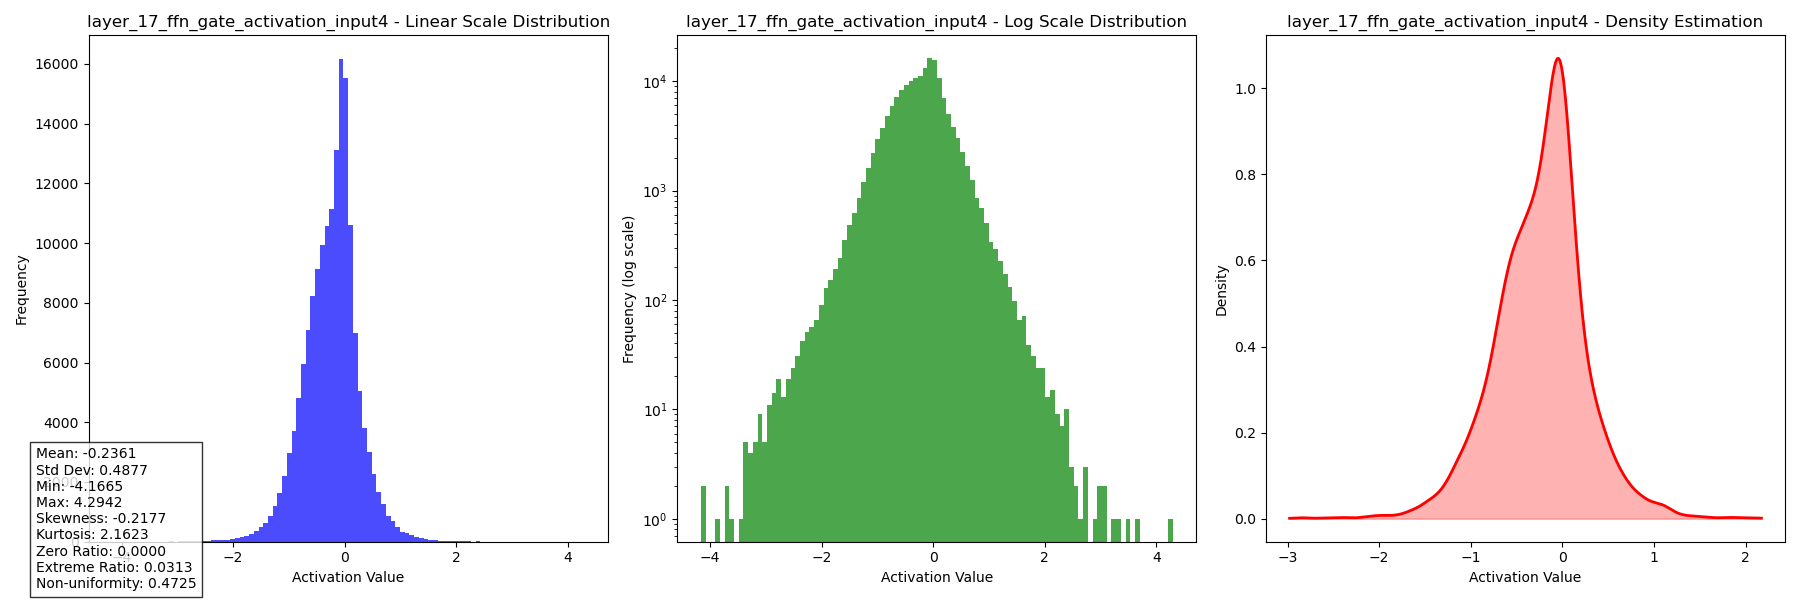 layer_17_ffn_gate_activation_input4 - Linear Scale Distribution
16000
14000
12000
10000
8000
6000
4000
2000
0
Frequency
−4
−2
0
2
4
Activation Value
Mean: -0.2361
Std Dev: 0.4877
Min: -4.1665
Max: 4.2942
Skewness: -0.2177
Kurtosis: 2.1623
Zero Ratio: 0.0000
Extreme Ratio: 0.0313
Non-uniformity: 0.4725
layer_17_ffn_gate_activation_input4 - Log Scale Distribution
10⁴
10³
10²
10¹
10⁰
Frequency (log scale)
−4
−2
0
2
4
Activation Value
layer_17_ffn_gate_activation_input4 - Density Estimation
1.0
0.8
0.6
0.4
0.2
0.0
Density
−3
−2
−1
0
1
2
Activation Value